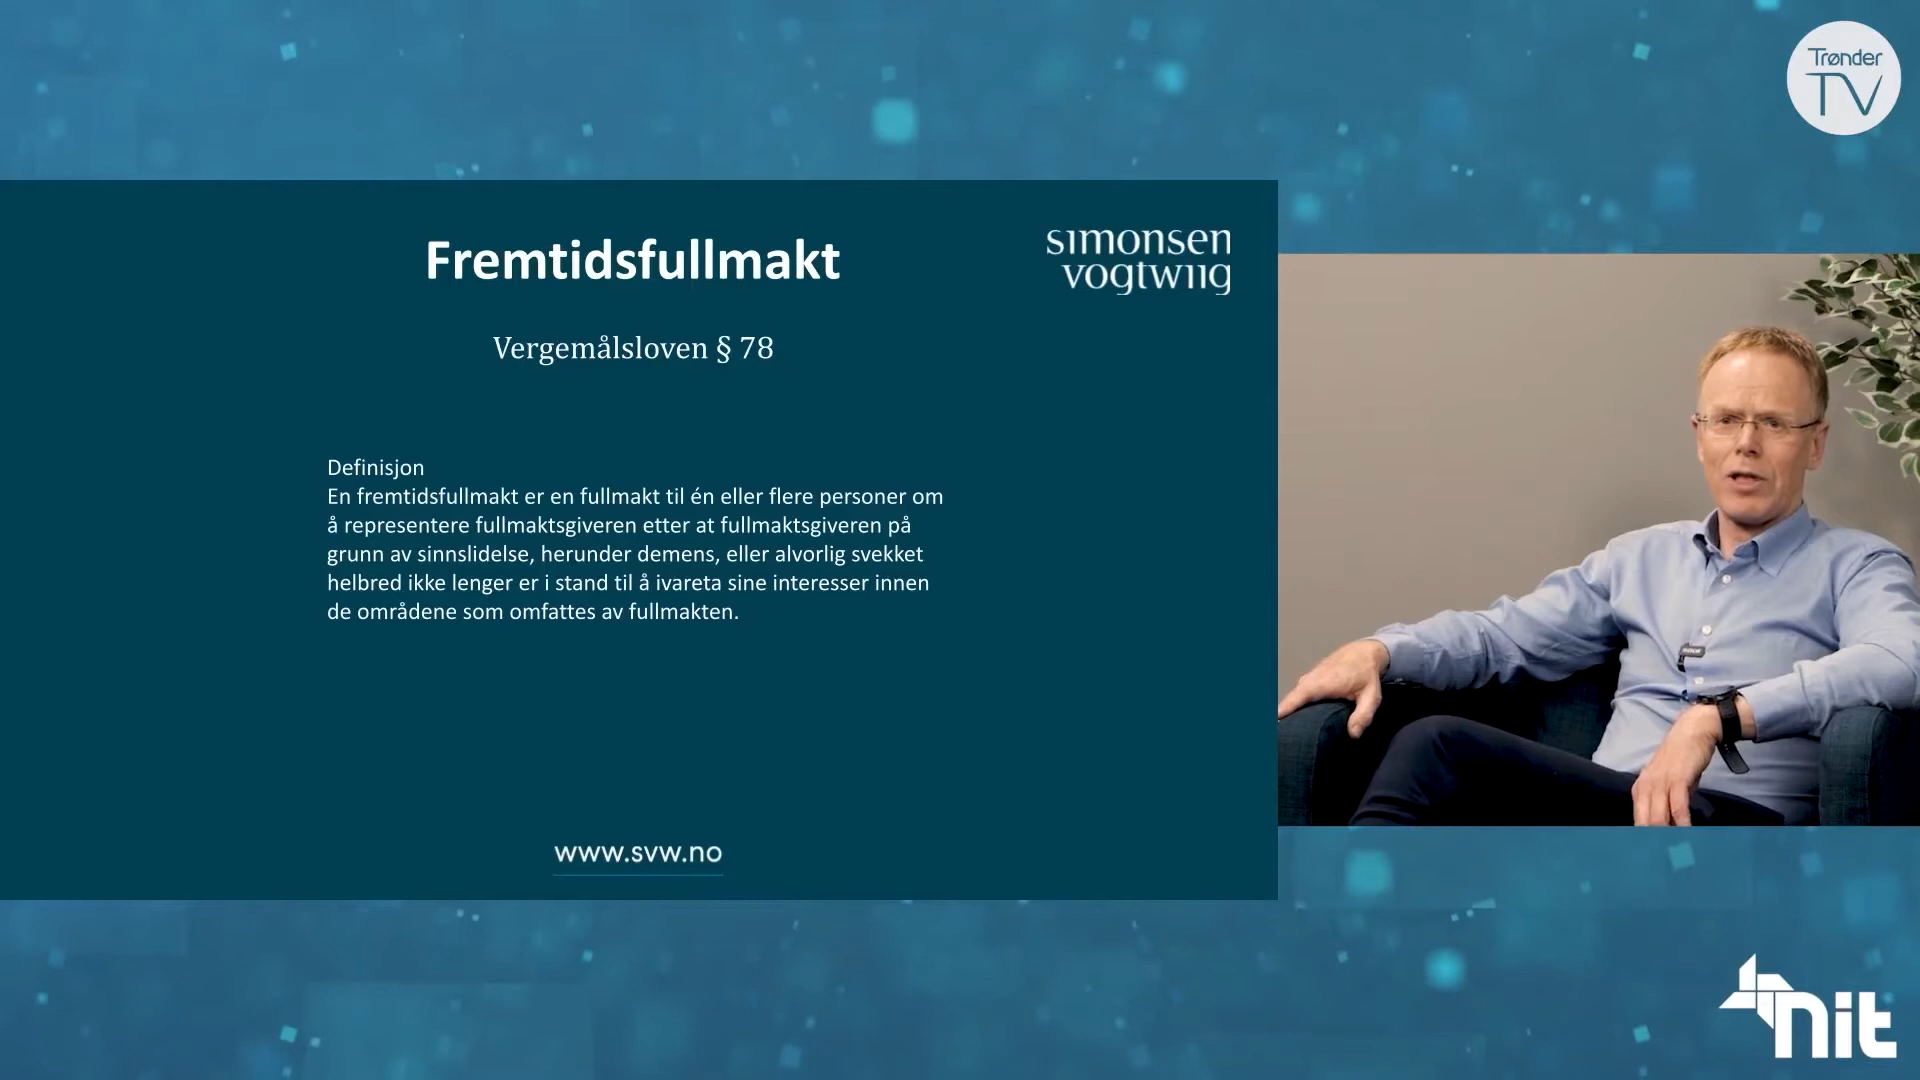 Trønder
TV
Fremtidsfullmakt
simonsen
vogtwiig
Vergemålsloven § 78
Definisjon
En fremtidsfullmakt er en fullmakt til én eller flere personer om
å representere fullmaktsgiveren etter at fullmaktsgiveren på
grunn av sinnslidelse, herunder demens, eller alvorlig svekket
helbred ikke lenger er i stand til å ivareta sine interesser innen
de områdene som omfattes av fullmakten.
www.svw.no
nit